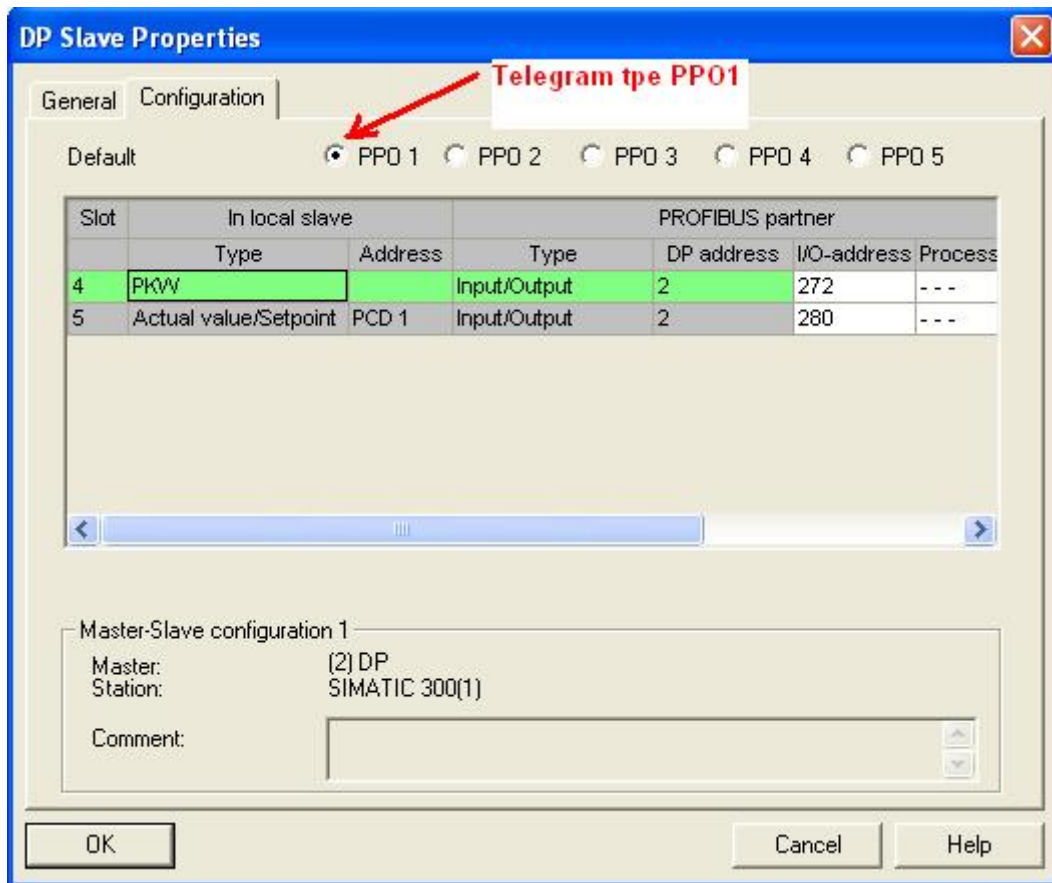 DP Slave Properties
Telegram tpe PPO1
General Configuration
Default PPO 1 PPO 2 PPO 3 PPO 4 PPO 5
Slot In local slave PROFIBUS partner
Type Address Type DP address I/O-address Process
4 PKW Input/Output 2 272 - - -
5 Actual value/Setpoint PCD 1 Input/Output 2 280 - - -
Master-Slave configuration 1
Master: (2) DP
Station: SIMATIC 300(1)
Comment:
OK Cancel Help